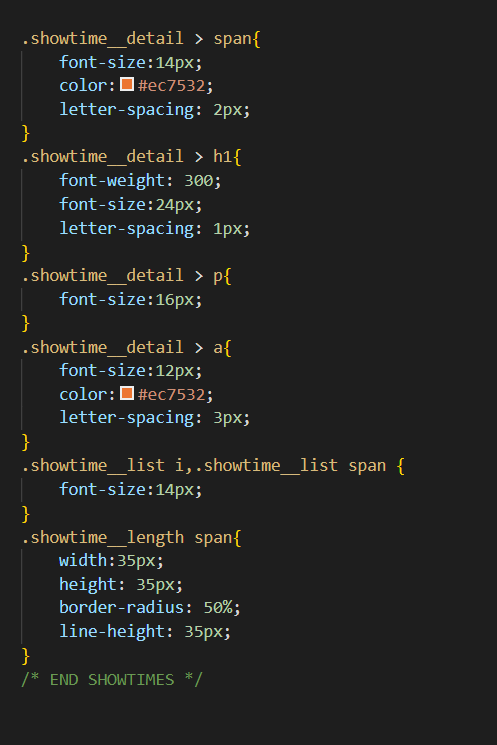 .showtime__detail > span{
    font-size:14px;
    color:#ec7532;
    letter-spacing: 2px;
}
.showtime__detail > h1{
    font-weight: 300;
    font-size:24px;
    letter-spacing: 1px;
}
.showtime__detail > p{
    font-size:16px;
}
.showtime__detail > a{
    font-size:12px;
    color:#ec7532;
    letter-spacing: 3px;
}
.showtime__list i,.showtime__list span {
    font-size:14px;
}
.showtime__length span{
    width:35px;
    height: 35px;
    border-radius: 50%;
    line-height: 35px;
}
/* END SHOWTIMES */